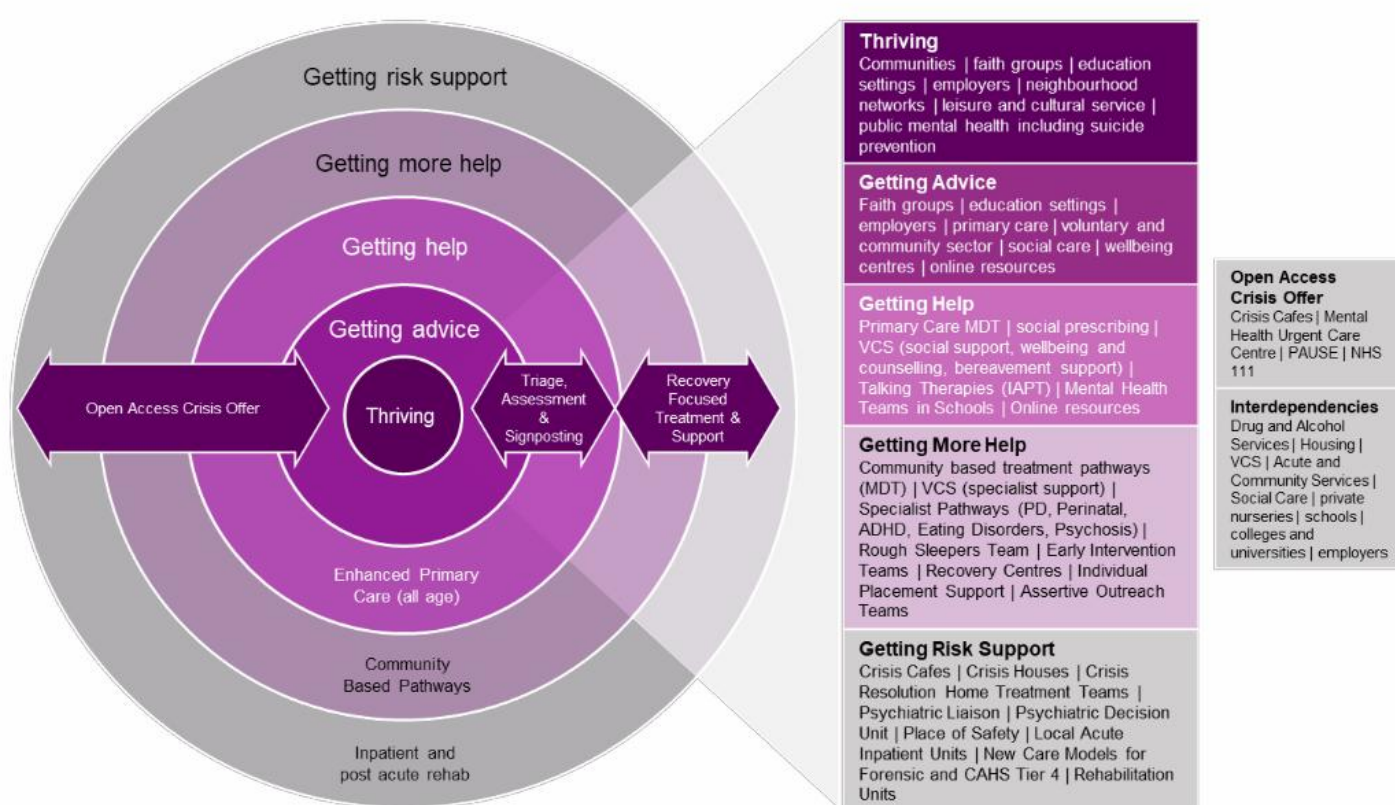 Getting risk support
Getting more help
Getting help
Getting advice
Open Access Crisis Offer
Thriving
Triage,
Assessment
&
Signposting
Recovery
Focused
Treatment &
Support
Enhanced Primary
Care (all age)
Community
Based Pathways
Inpatient and
post acute rehab
Thriving
Communities | faith groups | education
settings | employers | neighbourhood
networks | leisure and cultural service |
public mental health including suicide
prevention
Getting Advice
Faith groups | education settings |
employers | primary care | voluntary and
community sector | social care | wellbeing
centres | online resources
Getting Help
Primary Care MDT | social prescribing |
VCS (social support, wellbeing and
counselling, bereavement support) |
Talking Therapies (IAPT) | Mental Health
Teams in Schools | Online resources
Getting More Help
Community based treatment pathways
(MDT) | VCS (specialist support) |
Specialist Pathways (PD, Perinatal,
ADHD, Eating Disorders, Psychosis) |
Rough Sleepers Team | Early Intervention
Teams | Recovery Centres | Individual
Placement Support | Assertive Outreach
Teams
Getting Risk Support
Crisis Cafes | Crisis Houses | Crisis
Resolution Home Treatment Teams |
Psychiatric Liaison | Psychiatric Decision
Unit | Place of Safety | Local Acute
Inpatient Units | New Care Models for
Forensic and CAHS Tier 4 | Rehabilitation
Units
Open Access
Crisis Offer
Crisis Cafes | Mental
Health Urgent Care
Centre | PAUSE | NHS
111
Interdependencies
Drug and Alcohol
Services | Housing |
VCS | Acute and
Community Services |
Social Care | private
nurseries | schools |
colleges and
universities | employers